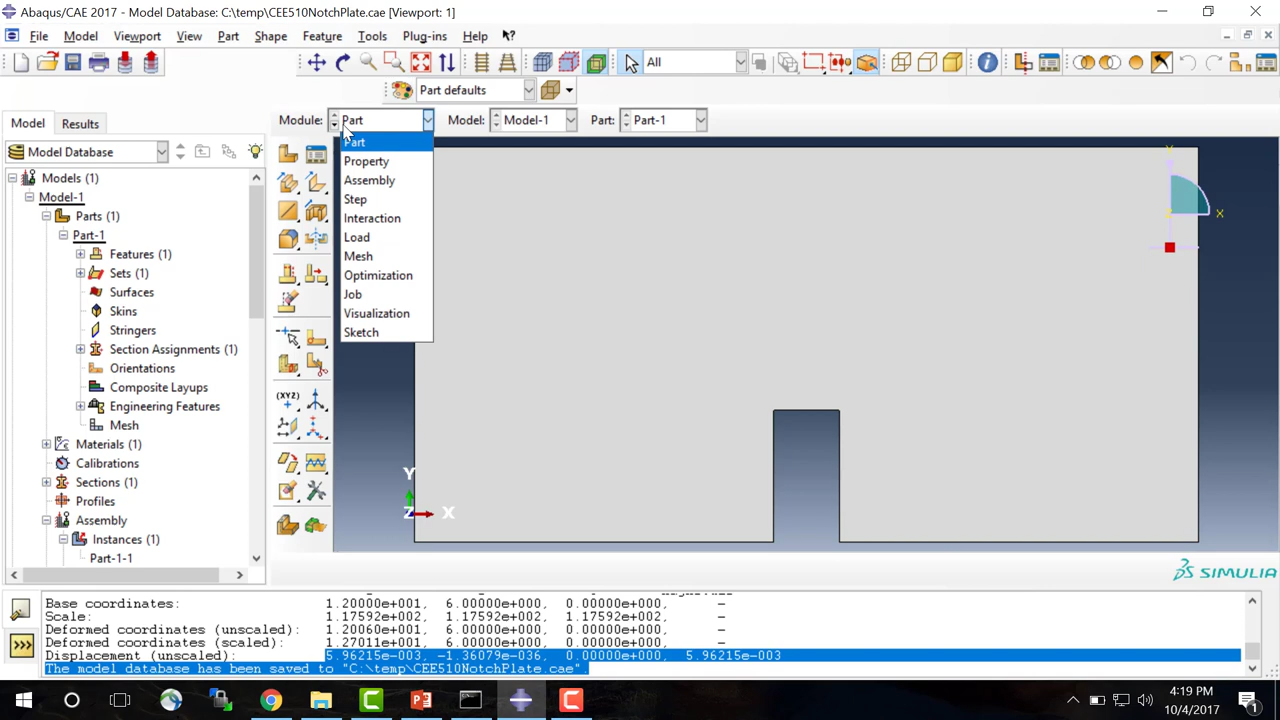 Abaqus/CAE 2017 - Model Database: C:\temp\CEE510NotchPlate.cae [Viewport: 1]
File Model Viewport View Part Shape Feature Tools Plug-ins Help
All
Part defaults
Model Results Module: Part Model: Model-1 Part: Part-1
Model Database
Models (1)
Model-1
Parts (1)
Part-1
Features (1)
Sets (1)
Surfaces
Skins
Stringers
Section Assignments (1)
Orientations
Composite Layups
Engineering Features
Mesh
Materials (1)
Calibrations
Sections (1)
Profiles
Assembly
Instances (1)
Part-1-1
Part
Property
Assembly
Step
Interaction
Load
Mesh
Optimization
Job
Visualization
Sketch
(XYZ)
Y
X
Y
Z X
SIMULIA
Base coordinates: 1.20000e+001, 6.00000e+000, 0.00000e+000, -
Scale: 1.17592e+002, 1.17592e+002, 1.17592e+002, -
Deformed coordinates (unscaled): 1.20060e+001, 6.00000e+000, 0.00000e+000, -
Deformed coordinates (scaled): 1.27011e+001, 6.00000e+000, 0.00000e+000, -
Displacement (unscaled): 5.96215e-003, -1.36079e-036, 0.00000e+000, 5.96215e-003
The model database has been saved to "C:\temp\CEE510NotchPlate.cae".
4:19 PM
10/4/2017
1